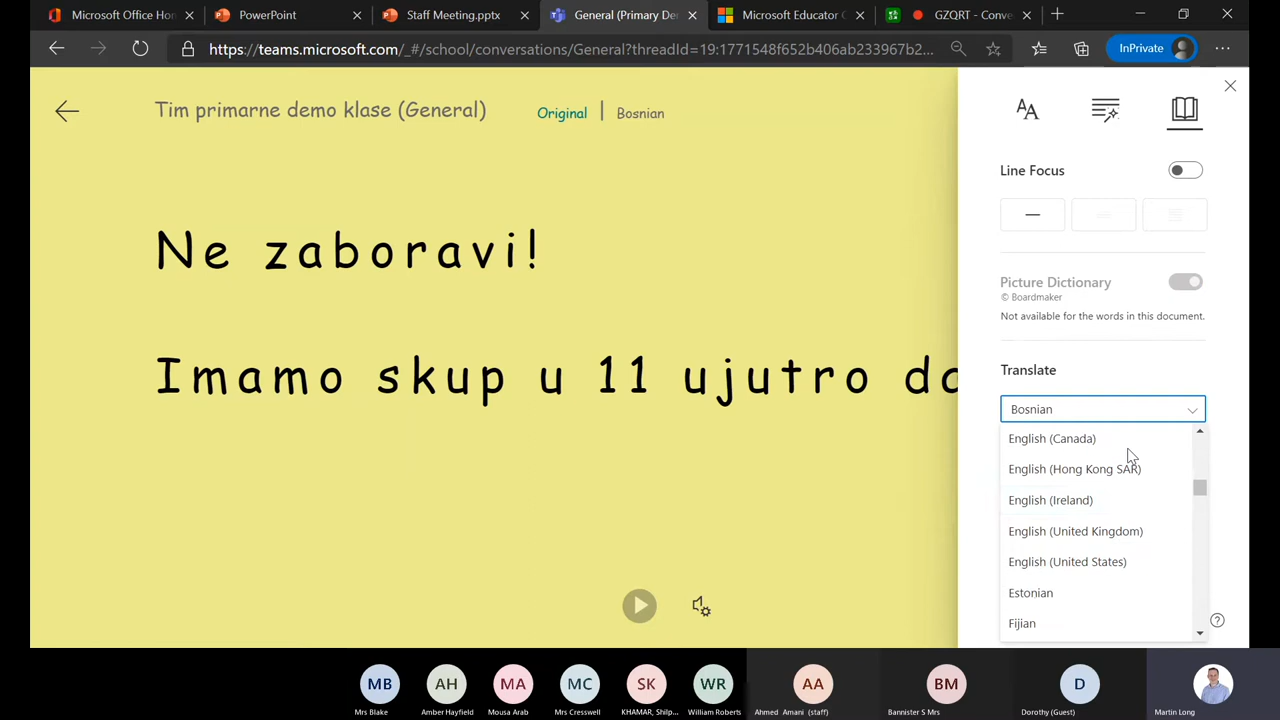 Microsoft Office Hom
PowerPoint
Staff Meeting.pptx
General (Primary De
Microsoft Educator C
GZQRT - Conve
https://teams.microsoft.com/_#/school/conversations/General?threadId=19:1771548f652b406ab233967b2...
InPrivate
Tim primarne demo klase (General)
Original | Bosnian
Ne zaboravi!
Imamo skup u 11 ujutro
Line Focus
Picture Dictionary
© Boardmaker
Not available for the words in this document.
Translate
Bosnian
English (Canada)
English (Hong Kong SAR)
English (Ireland)
English (United Kingdom)
English (United States)
Estonian
Fijian
MB
AH
MA
MC
SK
WR
AA
BM
D
Mrs Blake
Amber Hayfield
Mousa Arab
Mrs Cresswell
KHAMAR, Shilp...
William Roberts
Ahmed Amani (staff)
Bannister S Mrs
Dorothy (Guest)
Martin Long